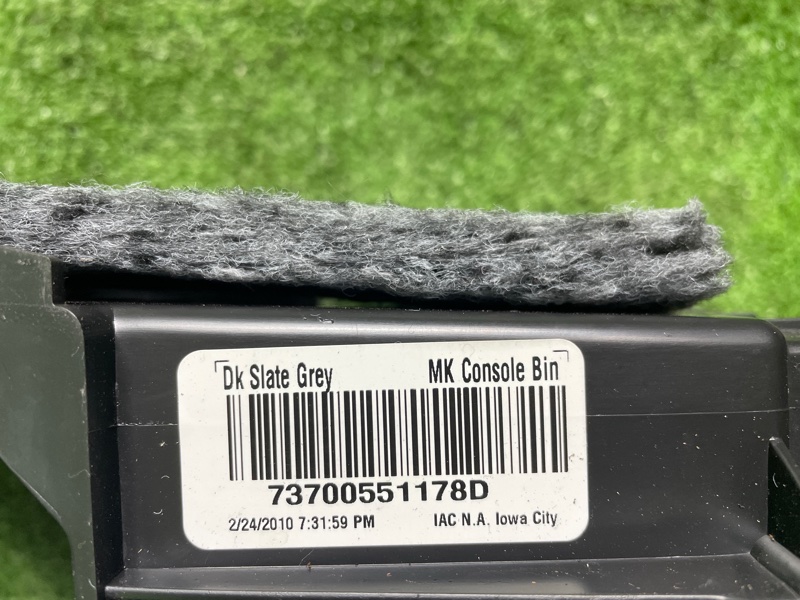 Dk Slate Grey MK Console Bin
73700551178D
2/24/2010 7:31:59 PM IAC N.A. Iowa City